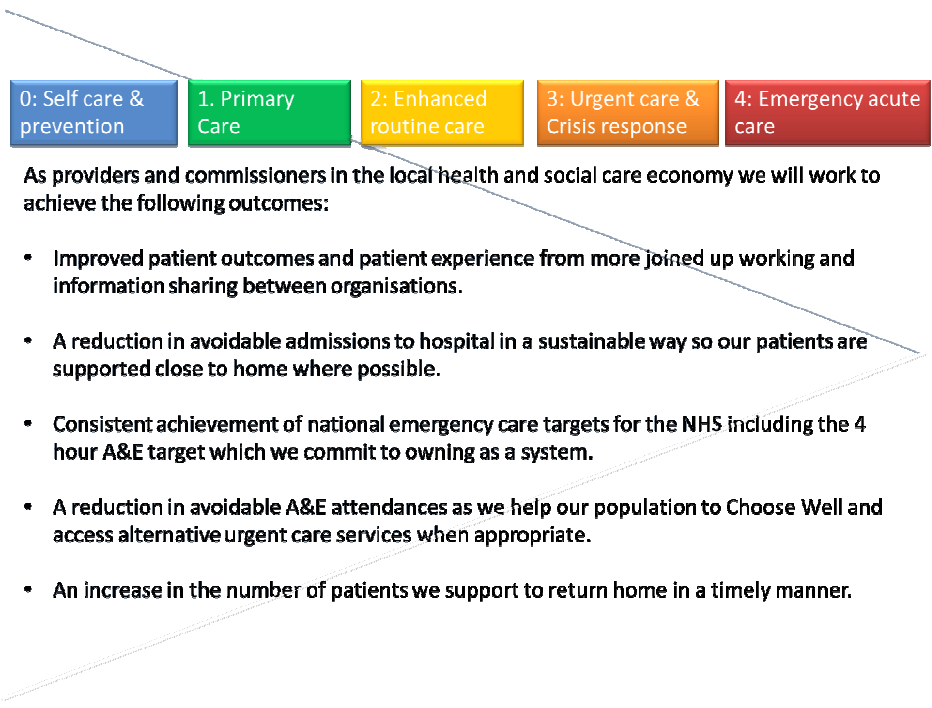 0: Self care &
prevention
1. Primary
Care
2: Enhanced
routine care
3: Urgent care &
Crisis response
4: Emergency acute
care
As providers and commissioners in the local health and social care economy we will work to
achieve the following outcomes:
• Improved patient outcomes and patient experience from more joined up working and
information sharing between organisations.
• A reduction in avoidable admissions to hospital in a sustainable way so our patients are
supported close to home where possible.
• Consistent achievement of national emergency care targets for the NHS including the 4
hour A&E target which we commit to owning as a system.
• A reduction in avoidable A&E attendances as we help our population to Choose Well and
access alternative urgent care services when appropriate.
• An increase in the number of patients we support to return home in a timely manner.